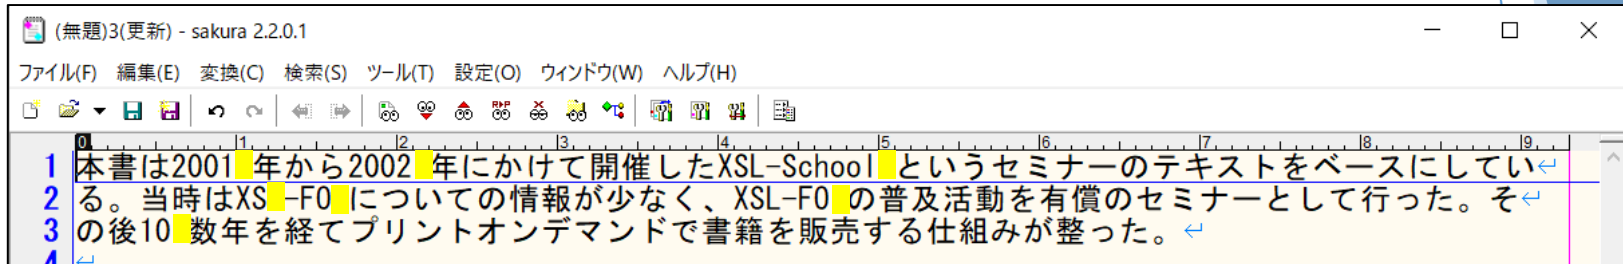 (無題)3(更新) - sakura 2.2.0.1
ファイル(F) 編集(E) 変換(C) 検索(S) ツール(T) 設定(O) ウィンドウ(W) ヘルプ(H)
0 1 2 3 4 5 6 7 8 9
1 本書は2001 年から2002 年にかけて開催したXSL-School というセミナーのテキストをベースにしてい
2 る。当時はXS -FO についての情報が少なく、XSL-FO の普及活動を有償のセミナーとして行った。そ
3 の後10 数年を経てプリントオンデマンドで書籍を販売する仕組みが整った。
4